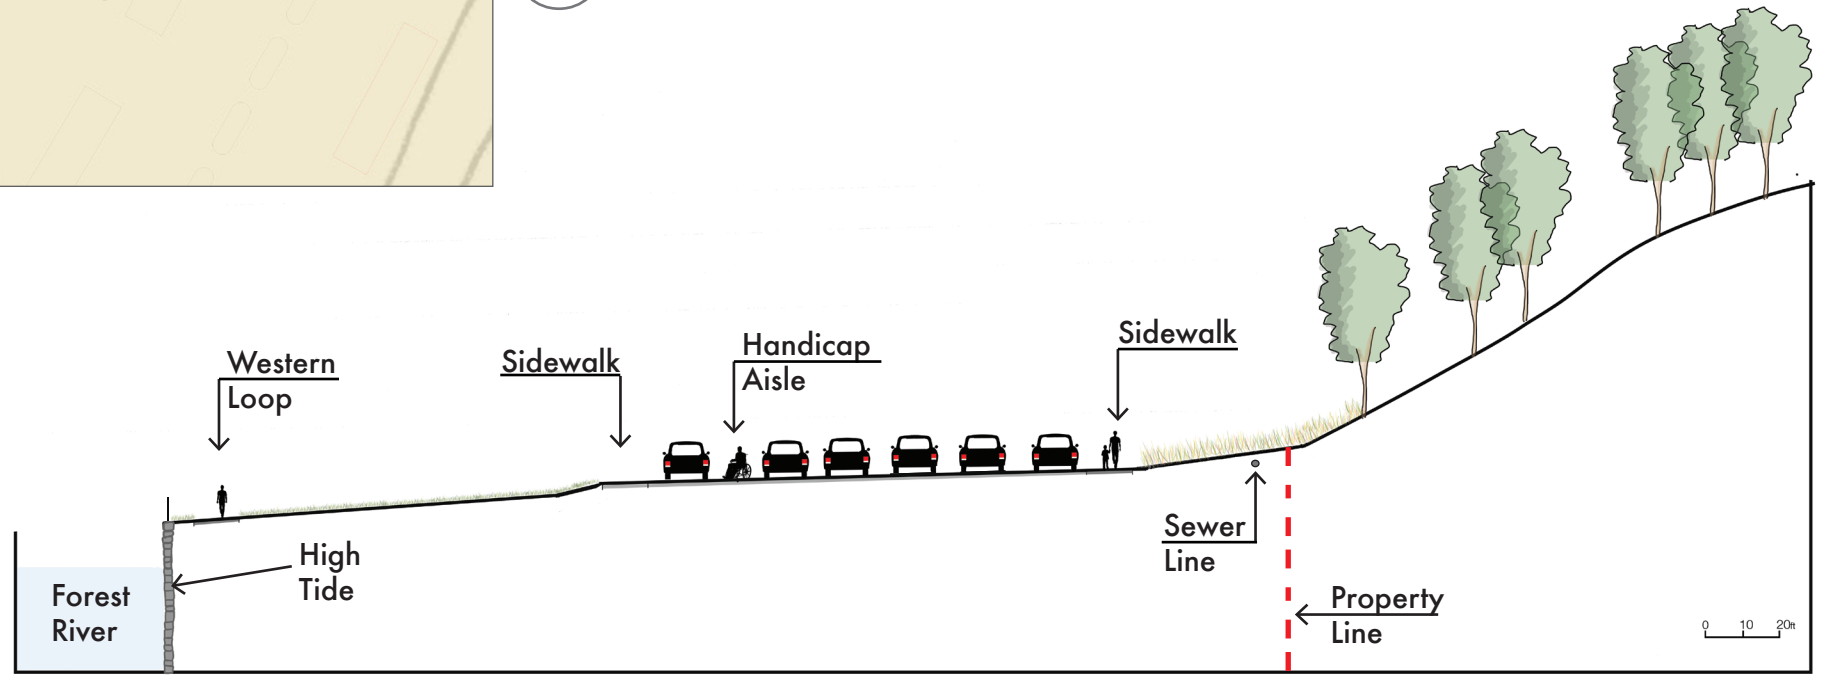 Western
Loop
Sidewalk
Handicap
Aisle
Sidewalk
High
Tide
Forest
River
Sewer
Line
Property
Line
0 10 20ft